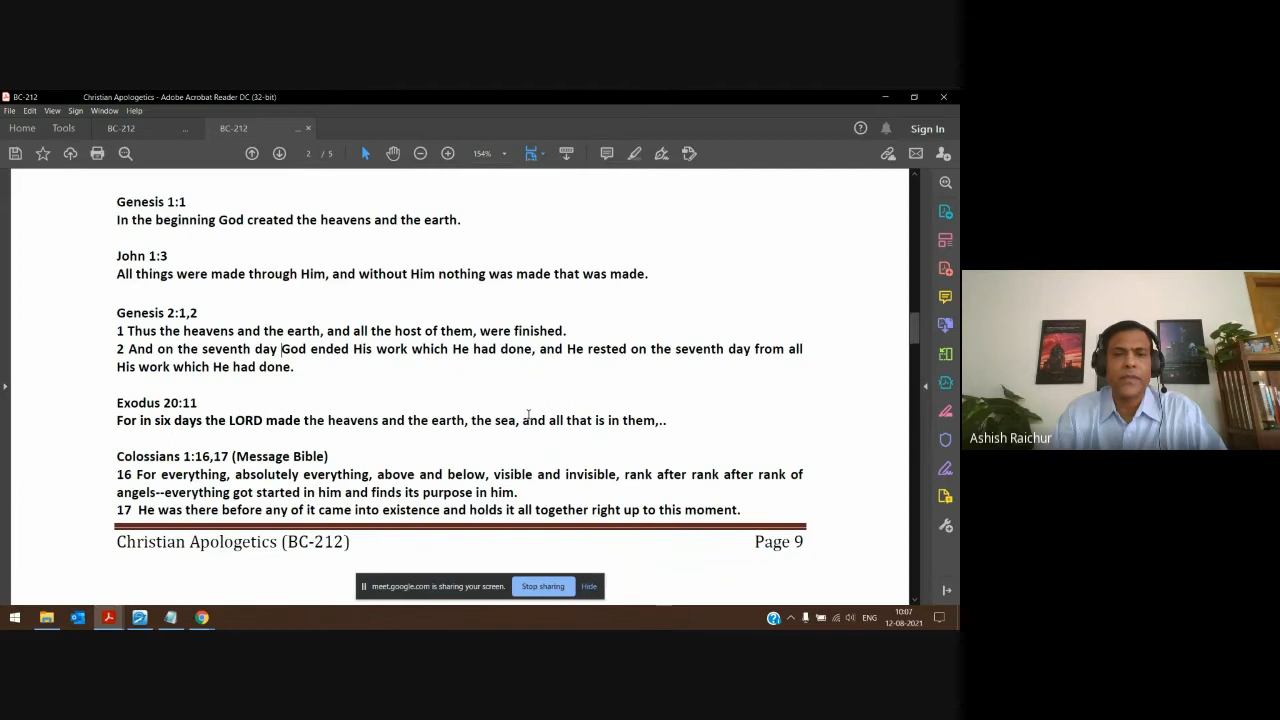 BC-212 Christian Apologetics - Adobe Acrobat Reader DC (32-bit)
File Edit View Sign Window Help
Home Tools BC-212 ... BC-212 ... × Sign In
2 / 5 154%
Genesis 1:1
In the beginning God created the heavens and the earth.
John 1:3
All things were made through Him, and without Him nothing was made that was made.
Genesis 2:1,2
1 Thus the heavens and the earth, and all the host of them, were finished.
2 And on the seventh day God ended His work which He had done, and He rested on the seventh day from all
His work which He had done.
Exodus 20:11
For in six days the LORD made the heavens and the earth, the sea, and all that is in them,..
Colossians 1:16,17 (Message Bible)
16 For everything, absolutely everything, above and below, visible and invisible, rank after rank after rank of
angels--everything got started in him and finds its purpose in him.
17 He was there before any of it came into existence and holds it all together right up to this moment.
Christian Apologetics (BC-212) Page 9
meet.google.com is sharing your screen. Stop sharing Hide
ENG 10:07
12-08-2021
Ashish Raichur